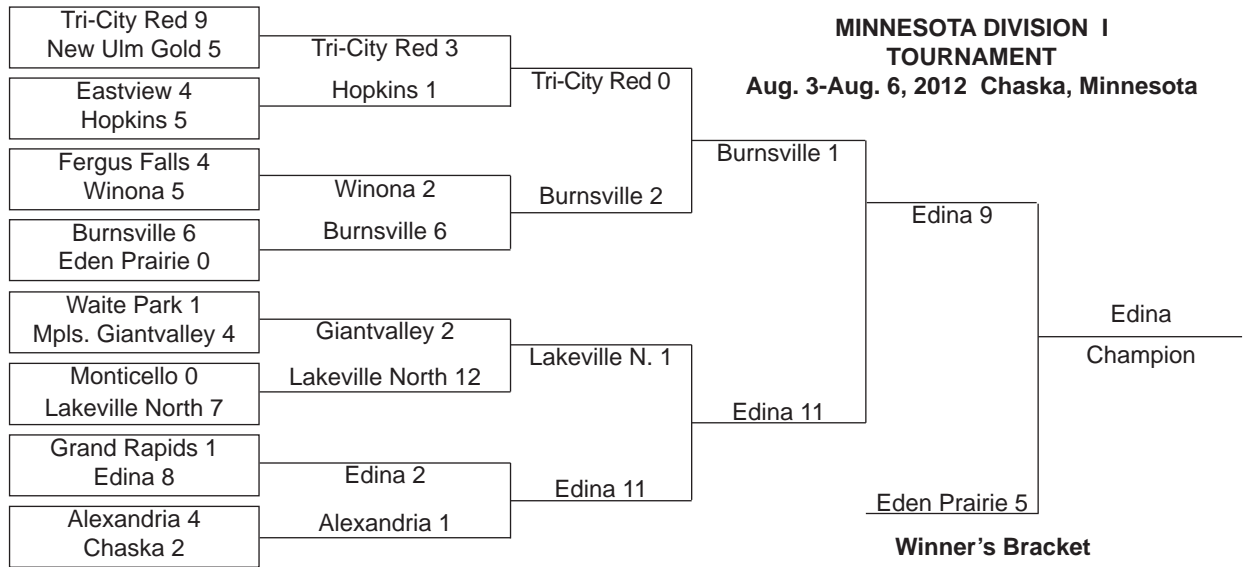 MINNESOTA DIVISION I
TOURNAMENT
Aug. 3-Aug. 6, 2012 Chaska, Minnesota
Tri-City Red 9
New Ulm Gold 5
Eastview 4
Hopkins 5
Fergus Falls 4
Winona 5
Burnsville 6
Eden Prairie 0
Waite Park 1
Mpls. Giantvalley 4
Monticello 0
Lakeville North 7
Grand Rapids 1
Edina 8
Alexandria 4
Chaska 2
Tri-City Red 3
Hopkins 1
Winona 2
Burnsville 6
Giantvalley 2
Lakeville North 12
Edina 2
Alexandria 1
Tri-City Red 0
Burnsville 2
Lakeville N. 1
Edina 11
Burnsville 1
Edina 11
Edina 9
Eden Prairie 5
Edina
Champion
Winner’s Bracket